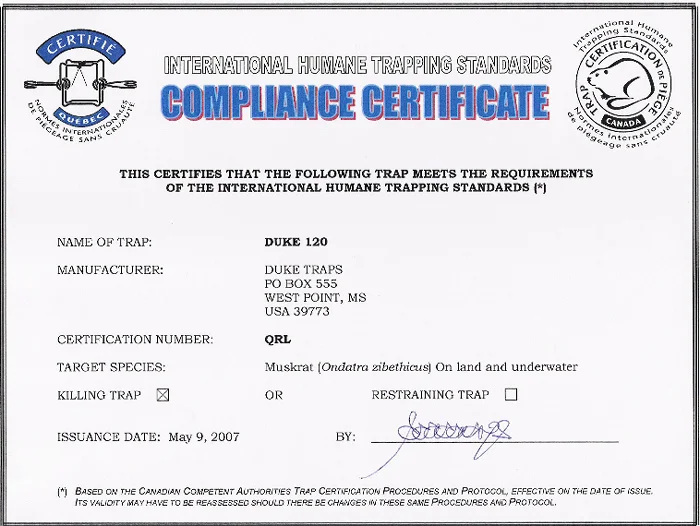 CERTIFIÉ
QUÉBEC
NORMES INTERNATIONALES
DE PIÉGEAGE SANS CRUAUTÉ
INTERNATIONAL HUMANE TRAPPING STANDARDS
COMPLIANCE CERTIFICATE
International Humane
Trapping Standards
TRAP CERTIFICATION DE PIÈGE
CANADA
Normes internationales
de piégeage sans cruauté
THIS CERTIFIES THAT THE FOLLOWING TRAP MEETS THE REQUIREMENTS
OF THE INTERNATIONAL HUMANE TRAPPING STANDARDS (*)
NAME OF TRAP: DUKE 120
MANUFACTURER: DUKE TRAPS
PO BOX 555
WEST POINT, MS
USA 39773
CERTIFICATION NUMBER: QRL
TARGET SPECIES: Muskrat (Ondatra zibethicus) On land and underwater
KILLING TRAP ☒ OR RESTRAINING TRAP ☐
ISSUANCE DATE: May 9, 2007 BY:
(*) BASED ON THE CANADIAN COMPETENT AUTHORITIES TRAP CERTIFICATION PROCEDURES AND PROTOCOL, EFFECTIVE ON THE DATE OF ISSUE.
ITS VALIDITY MAY HAVE TO BE REASSESSED SHOULD THERE BE CHANGES IN THESE SAME PROCEDURES AND PROTOCOL.